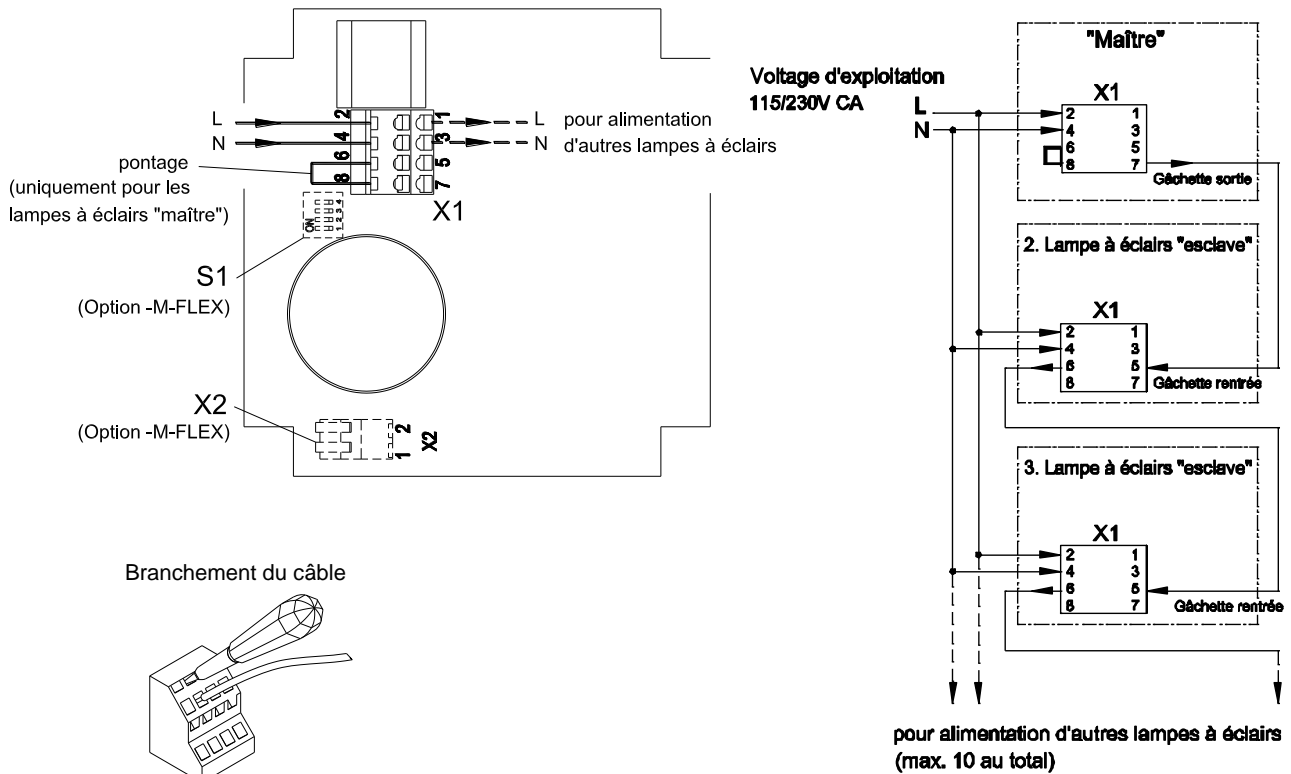 L
N
2
4
6
8
1
3
5
7
L pour alimentation
N d'autres lampes à éclairs
pontage
(uniquement pour les
lampes à éclairs "maître")
X1
ON
1 2 3 4
S1
(Option -M-FLEX)
X2
(Option -M-FLEX)
1 2
X2
Branchement du câble
Voltage d'exploitation
115/230V CA
L
N
"Maître"
X1
2 1
4 3
6 5
8 7
Gâchette sortie
2. Lampe à éclairs "esclave"
X1
2 1
4 3
6 5
8 7
Gâchette rentrée
3. Lampe à éclairs "esclave"
X1
2 1
4 3
6 5
8 7
Gâchette rentrée
pour alimentation d'autres lampes à éclairs
(max. 10 au total)